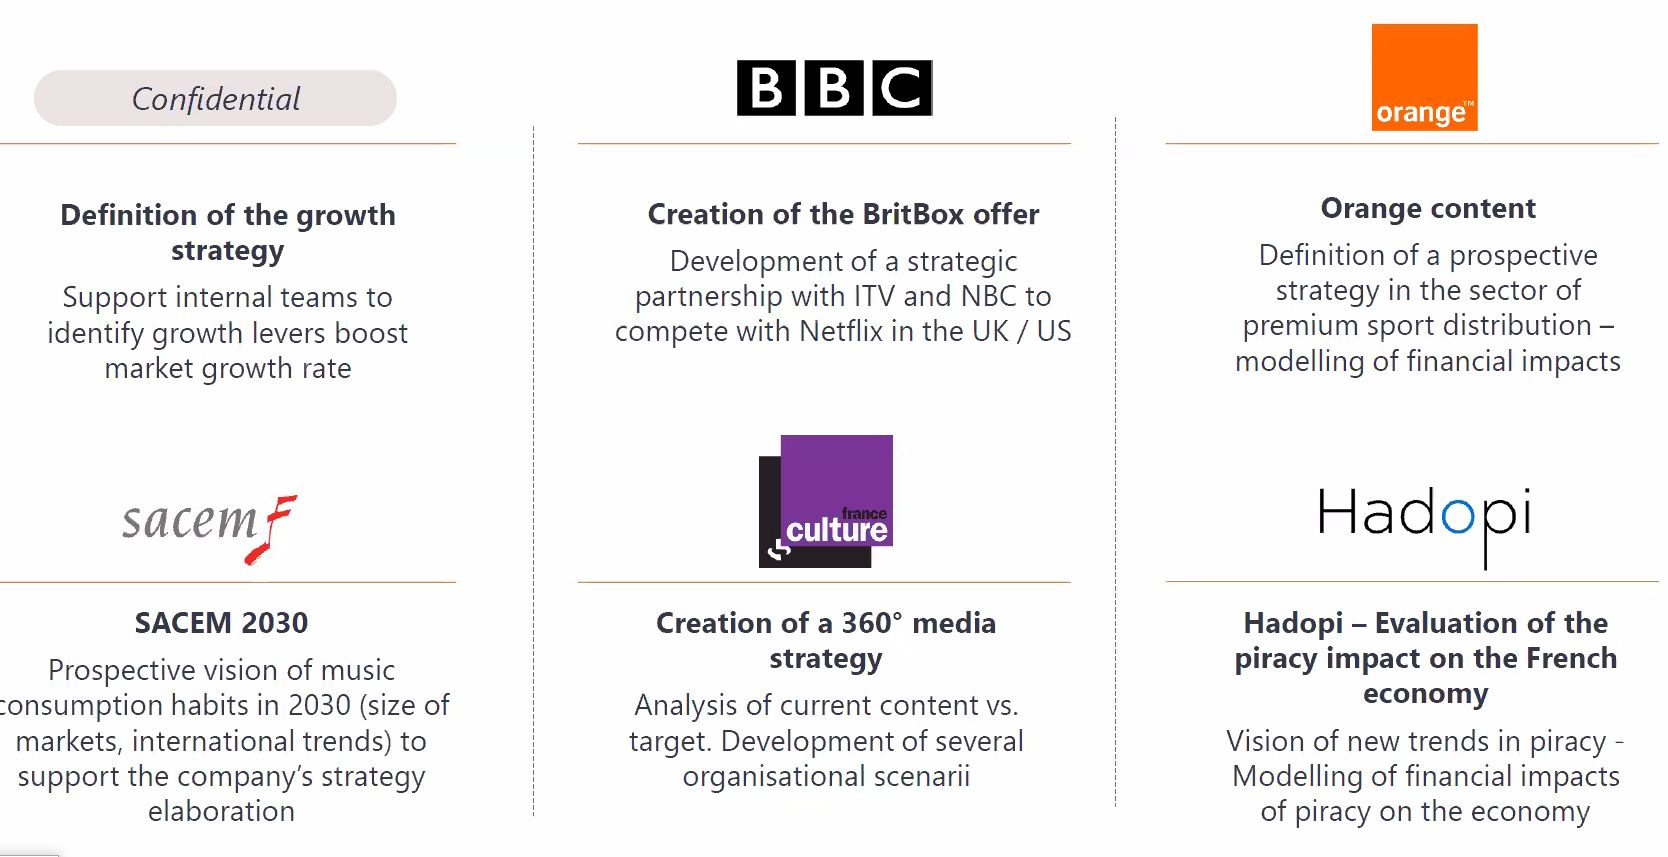 Confidential
Definition of the growth
strategy
Support internal teams to
identify growth levers boost
market growth rate
BBC
Creation of the BritBox offer
Development of a strategic
partnership with ITV and NBC to
compete with Netflix in the UK / US
orange™
Orange content
Definition of a prospective
strategy in the sector of
premium sport distribution –
modelling of financial impacts
sacem
SACEM 2030
Prospective vision of music
consumption habits in 2030 (size of
markets, international trends) to
support the company’s strategy
elaboration
france
culture
Creation of a 360° media
strategy
Analysis of current content vs.
target. Development of several
organisational scenarii
Hadopi
Hadopi – Evaluation of the
piracy impact on the French
economy
Vision of new trends in piracy -
Modelling of financial impacts
of piracy on the economy